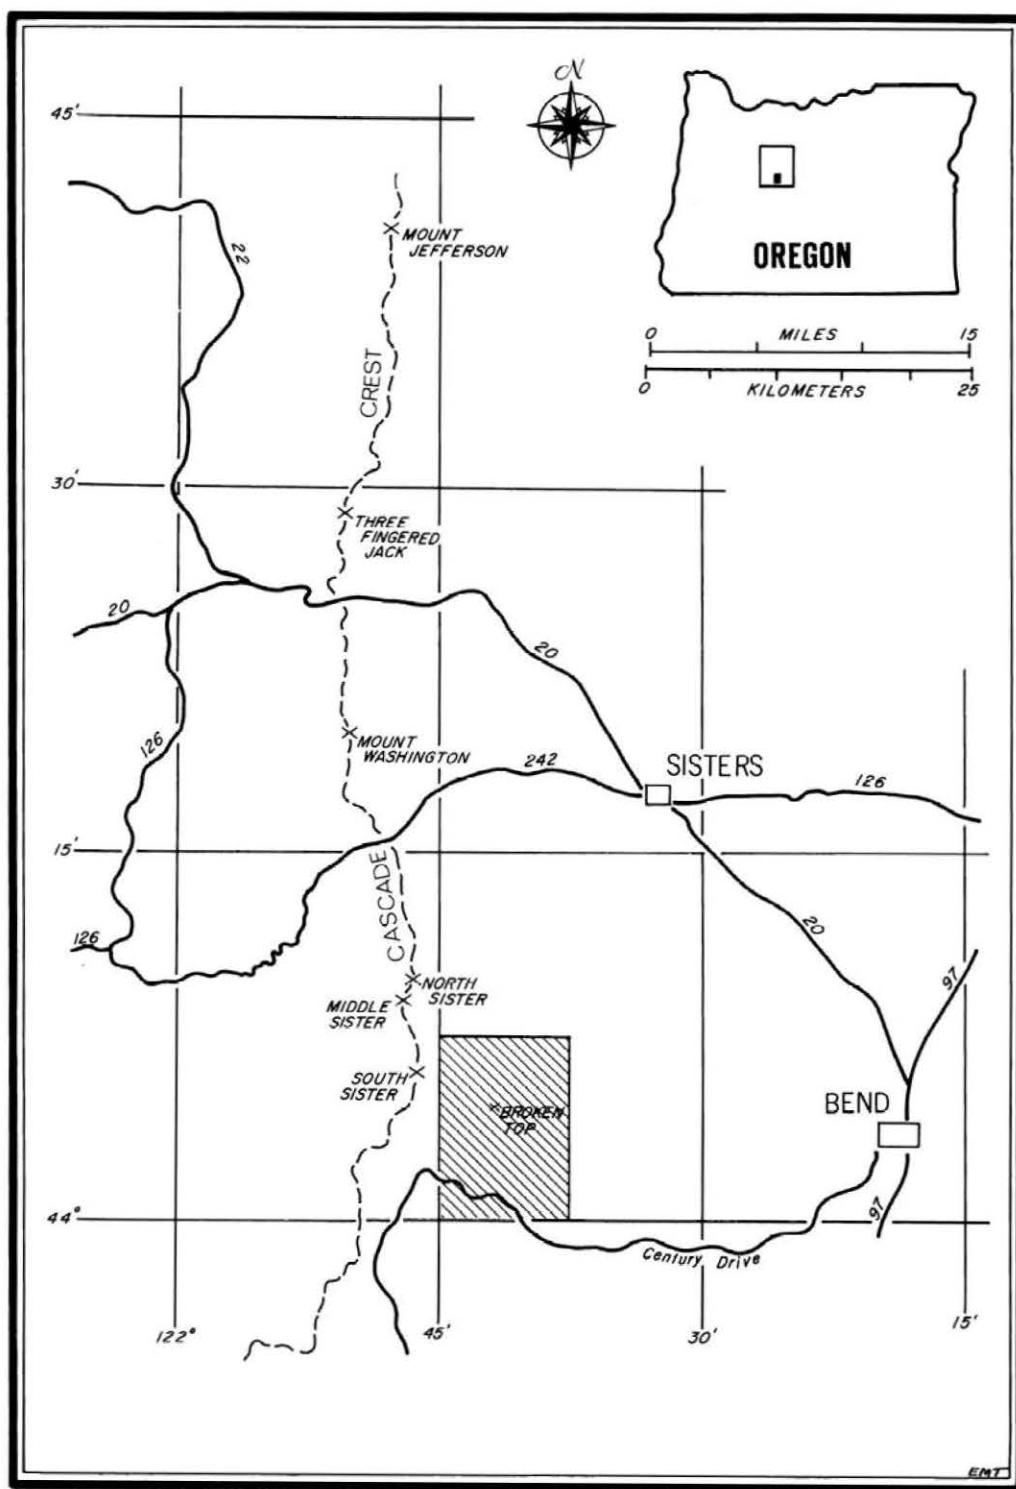 N
45'
22
MOUNT
JEFFERSON
OREGON
0 MILES 15
0 KILOMETERS 25
CREST
30'
THREE
FINGERED
JACK
20
20
MOUNT
WASHINGTON
126
242
SISTERS
126
15'
CASCADE
126
20
97
NORTH
SISTER
MIDDLE
SISTER
SOUTH
SISTER
BROKEN
TOP
BEND
97
44°
Century Drive
122°
45'
30'
15'
EMT